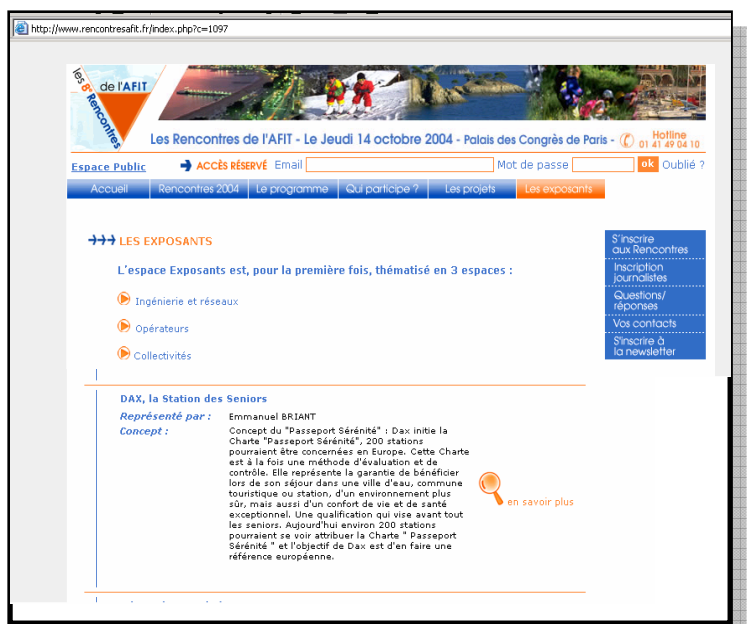 http://www.rencontresafit.fr/index.php?c=1097
les 8e Rencontres
de l'AFIT
Les Rencontres de l'AFIT - Le Jeudi 14 octobre 2004 - Palais des Congrès de Paris - Hotline
01 41 49 04 10
Espace Public ACCÈS RÉSERVÉ Email Mot de passe ok Oublié ?
Accueil Rencontres 2004 Le programme Qui participe ? Les projets Les exposants
LES EXPOSANTS
L'espace Exposants est, pour la première fois, thématisé en 3 espaces :
Ingénierie et réseaux
Opérateurs
Collectivités
S'inscrire
aux Rencontres
Inscription
journalistes
Questions/
réponses
Vos contacts
S'inscrire à
la newsletter
DAX, la Station des Seniors
Représenté par : Emmanuel BRIANT
Concept : Concept du "Passeport Sérénité" : Dax initie la
Charte "Passeport Sérénité", 200 stations
pourraient être concernées en Europe. Cette Charte
est à la fois une méthode d'évaluation et de
contrôle. Elle représente la garantie de bénéficier
lors de son séjour dans une ville d'eau, commune
touristique ou station, d'un environnement plus
sûr, mais aussi d'un confort de vie et de santé
exceptionnel. Une qualification qui vise avant tout
les seniors. Aujourd'hui environ 200 stations
pourraient se voir attribuer la Charte " Passeport
Sérénité " et l'objectif de Dax est d'en faire une
référence européenne.
en savoir plus